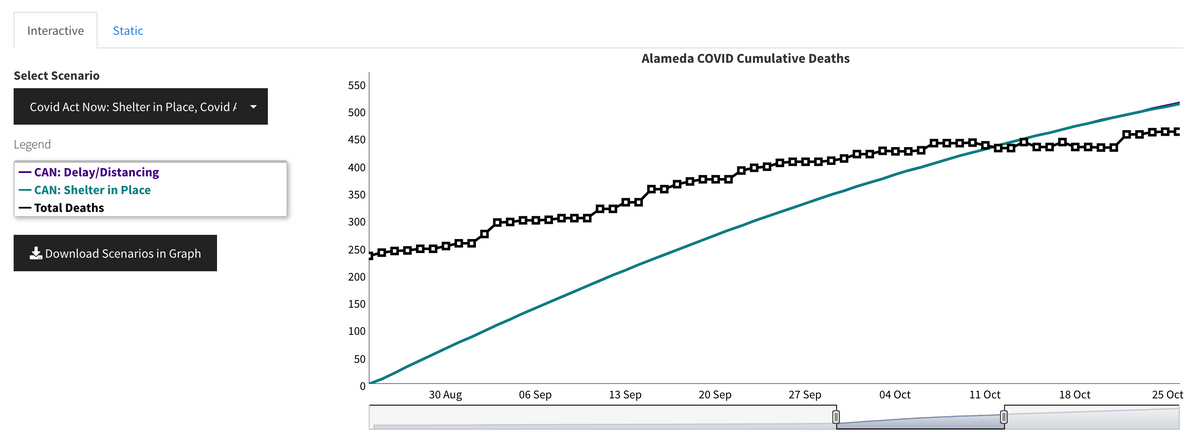 Interactive
Static
Alameda COVID Cumulative Deaths
Select Scenario
Covid Act Now: Shelter in Place, Covid
Legend
CAN: Delay/Distancing
CAN: Shelter in Place
Total Deaths
Download Scenarios in Graph
550
500
450
400
350
300
250
200
150
100
50
0
30 Aug
06 Sep
13 Sep
20 Sep
27 Sep
04 Oct
11 Oct
18 Oct
25 Oct